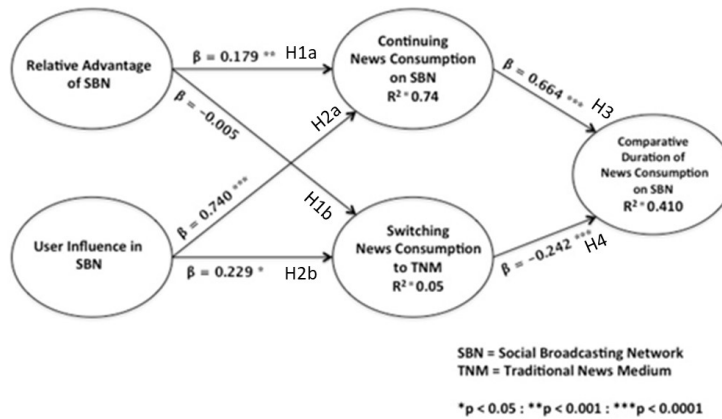 Relative Advantage
of SBN
β = 0.179 **
H1a
Continuing
News Consumption
on SBN
R² = 0.74
β = −0.005
H2a
β = 0.664 ***
H3
Comparative
Duration of
News Consumption
on SBN
R² = 0.410
β = 0.740 ***
H1b
User Influence in
SBN
β = 0.229 *
H2b
Switching
News Consumption
to TNM
R² = 0.05
β = −0.242 ***
H4
SBN = Social Broadcasting Network
TNM = Traditional News Medium
*p < 0.05 : **p < 0.001 : ***p < 0.0001